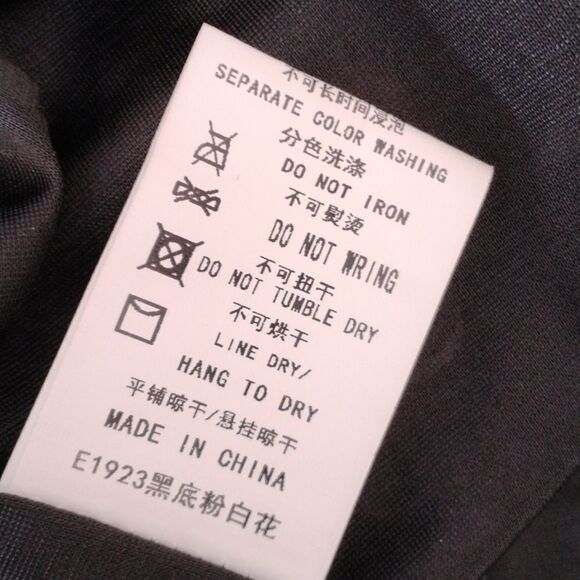 不可长时间浸泡
SEPARATE COLOR WASHING
分色洗涤
DO NOT IRON
不可熨烫
DO NOT WRING
不可扭干
DO NOT TUMBLE DRY
不可烘干
LINE DRY/
HANG TO DRY
平铺晾干/悬挂晾干
MADE IN CHINA
E1923黑底粉白花